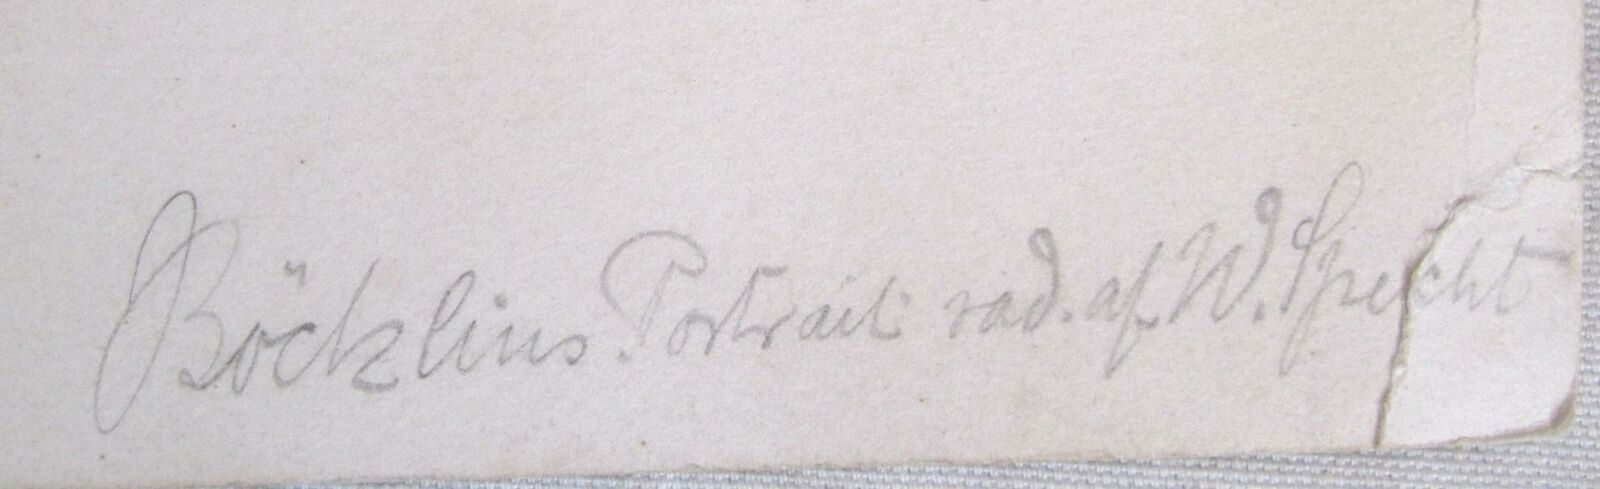 Böcklins Portrait rad. af W. Specht